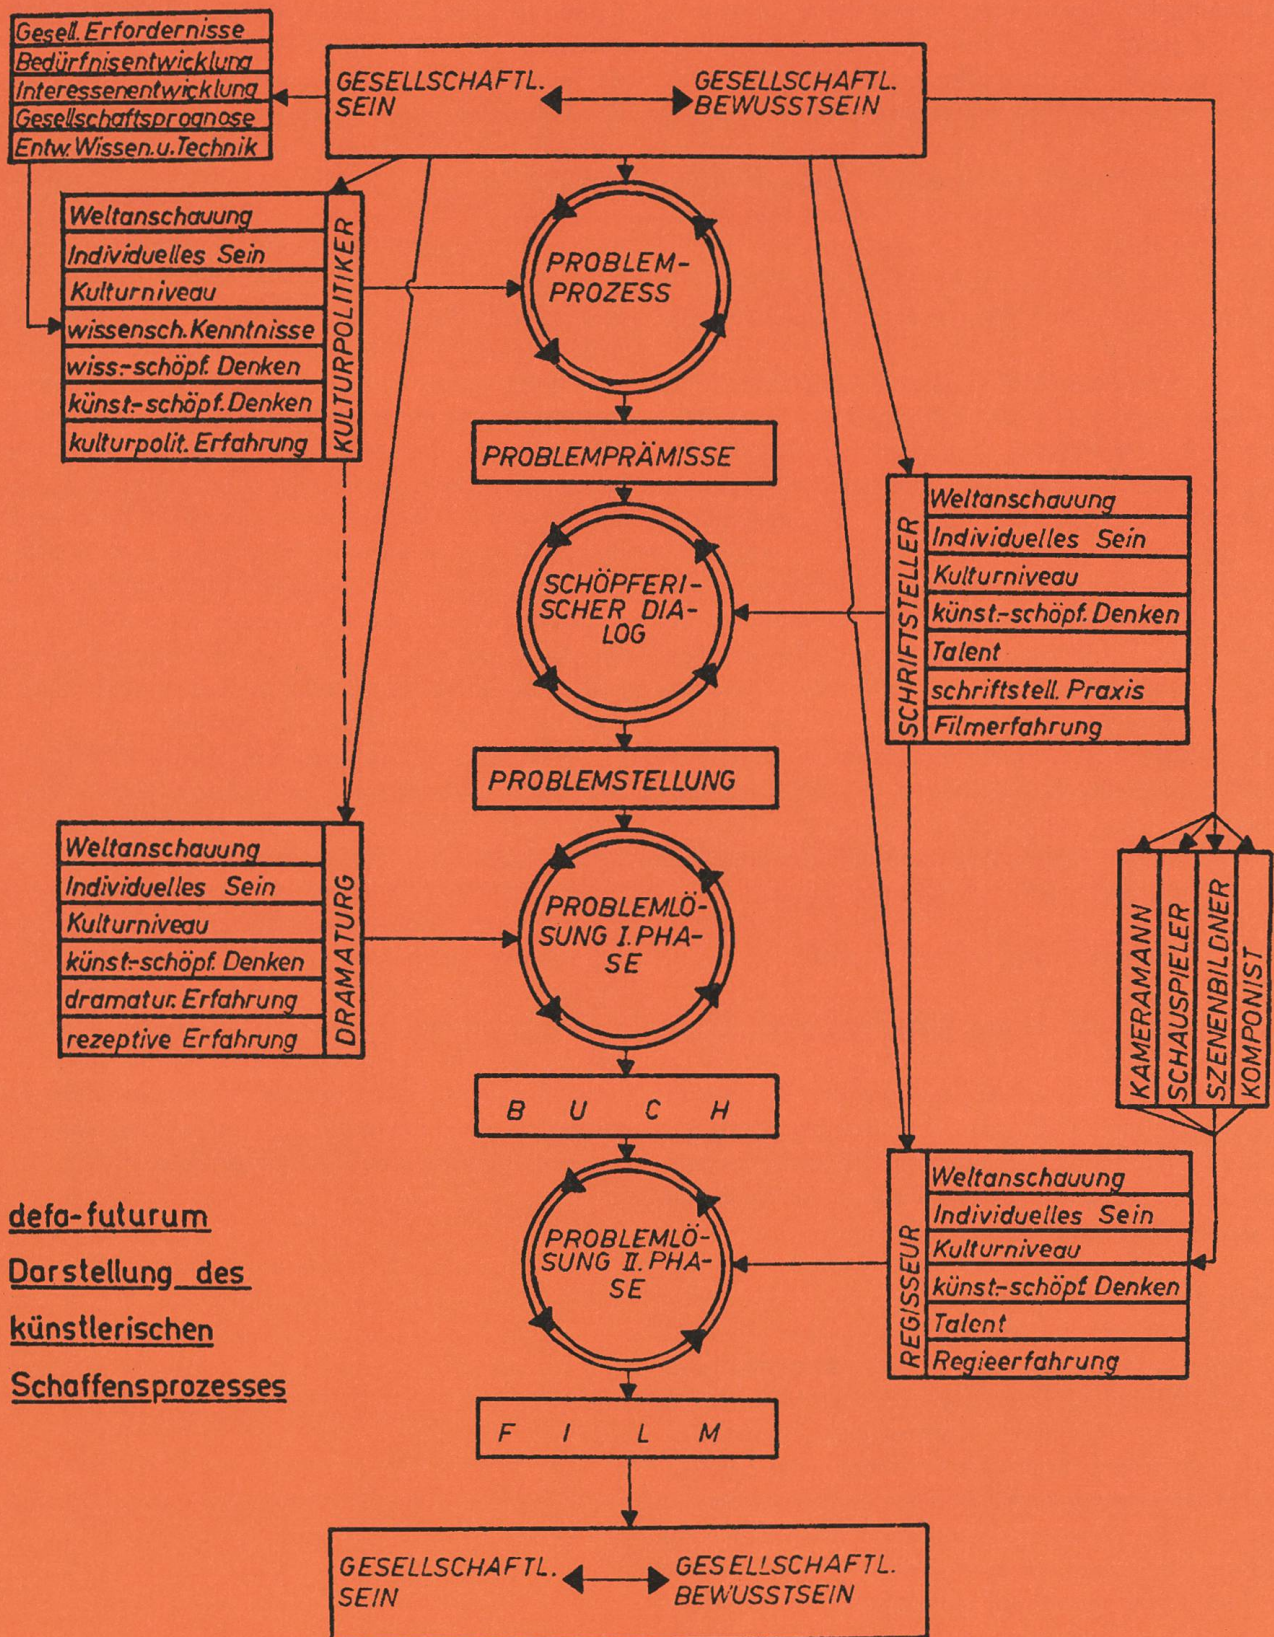 Gesell. Erfordernisse
Bedürfnisentwicklung
Interessenentwicklung
Gesellschaftsprognose
Entw. Wissen. u. Technik
GESELLSCHAFTL.
SEIN
GESELLSCHAFTL.
BEWUSSTSEIN
Weltanschauung
Individuelles Sein
Kulturniveau
wissensch. Kenntnisse
wiss.-schöpf. Denken
künst.-schöpf. Denken
kulturpolit. Erfahrung
KULTURPOLITIKER
PROBLEM-
PROZESS
PROBLEMPRÄMISSE
SCHÖPFERI-
SCHER DIA-
LOG
SCHRIFTSTELLER
Weltanschauung
Individuelles Sein
Kulturniveau
künst.-schöpf. Denken
Talent
schriftstell. Praxis
Filmerfahrung
PROBLEMSTELLUNG
Weltanschauung
Individuelles Sein
Kulturniveau
künst.-schöpf. Denken
dramatur. Erfahrung
rezeptive Erfahrung
DRAMATURG
PROBLEMLÖ-
SUNG I. PHA-
SE
KAMERAMANN
SCHAUSPIELER
SZENENBILDNER
KOMPONIST
B U C H
PROBLEMLÖ-
SUNG II. PHA-
SE
REGISSEUR
Weltanschauung
Individuelles Sein
Kulturniveau
künst.-schöpf. Denken
Talent
Regieerfahrung
defa-futurum
Darstellung des
künstlerischen
Schaffensprozesses
F I L M
GESELLSCHAFTL.
SEIN
GESELLSCHAFTL.
BEWUSSTSEIN